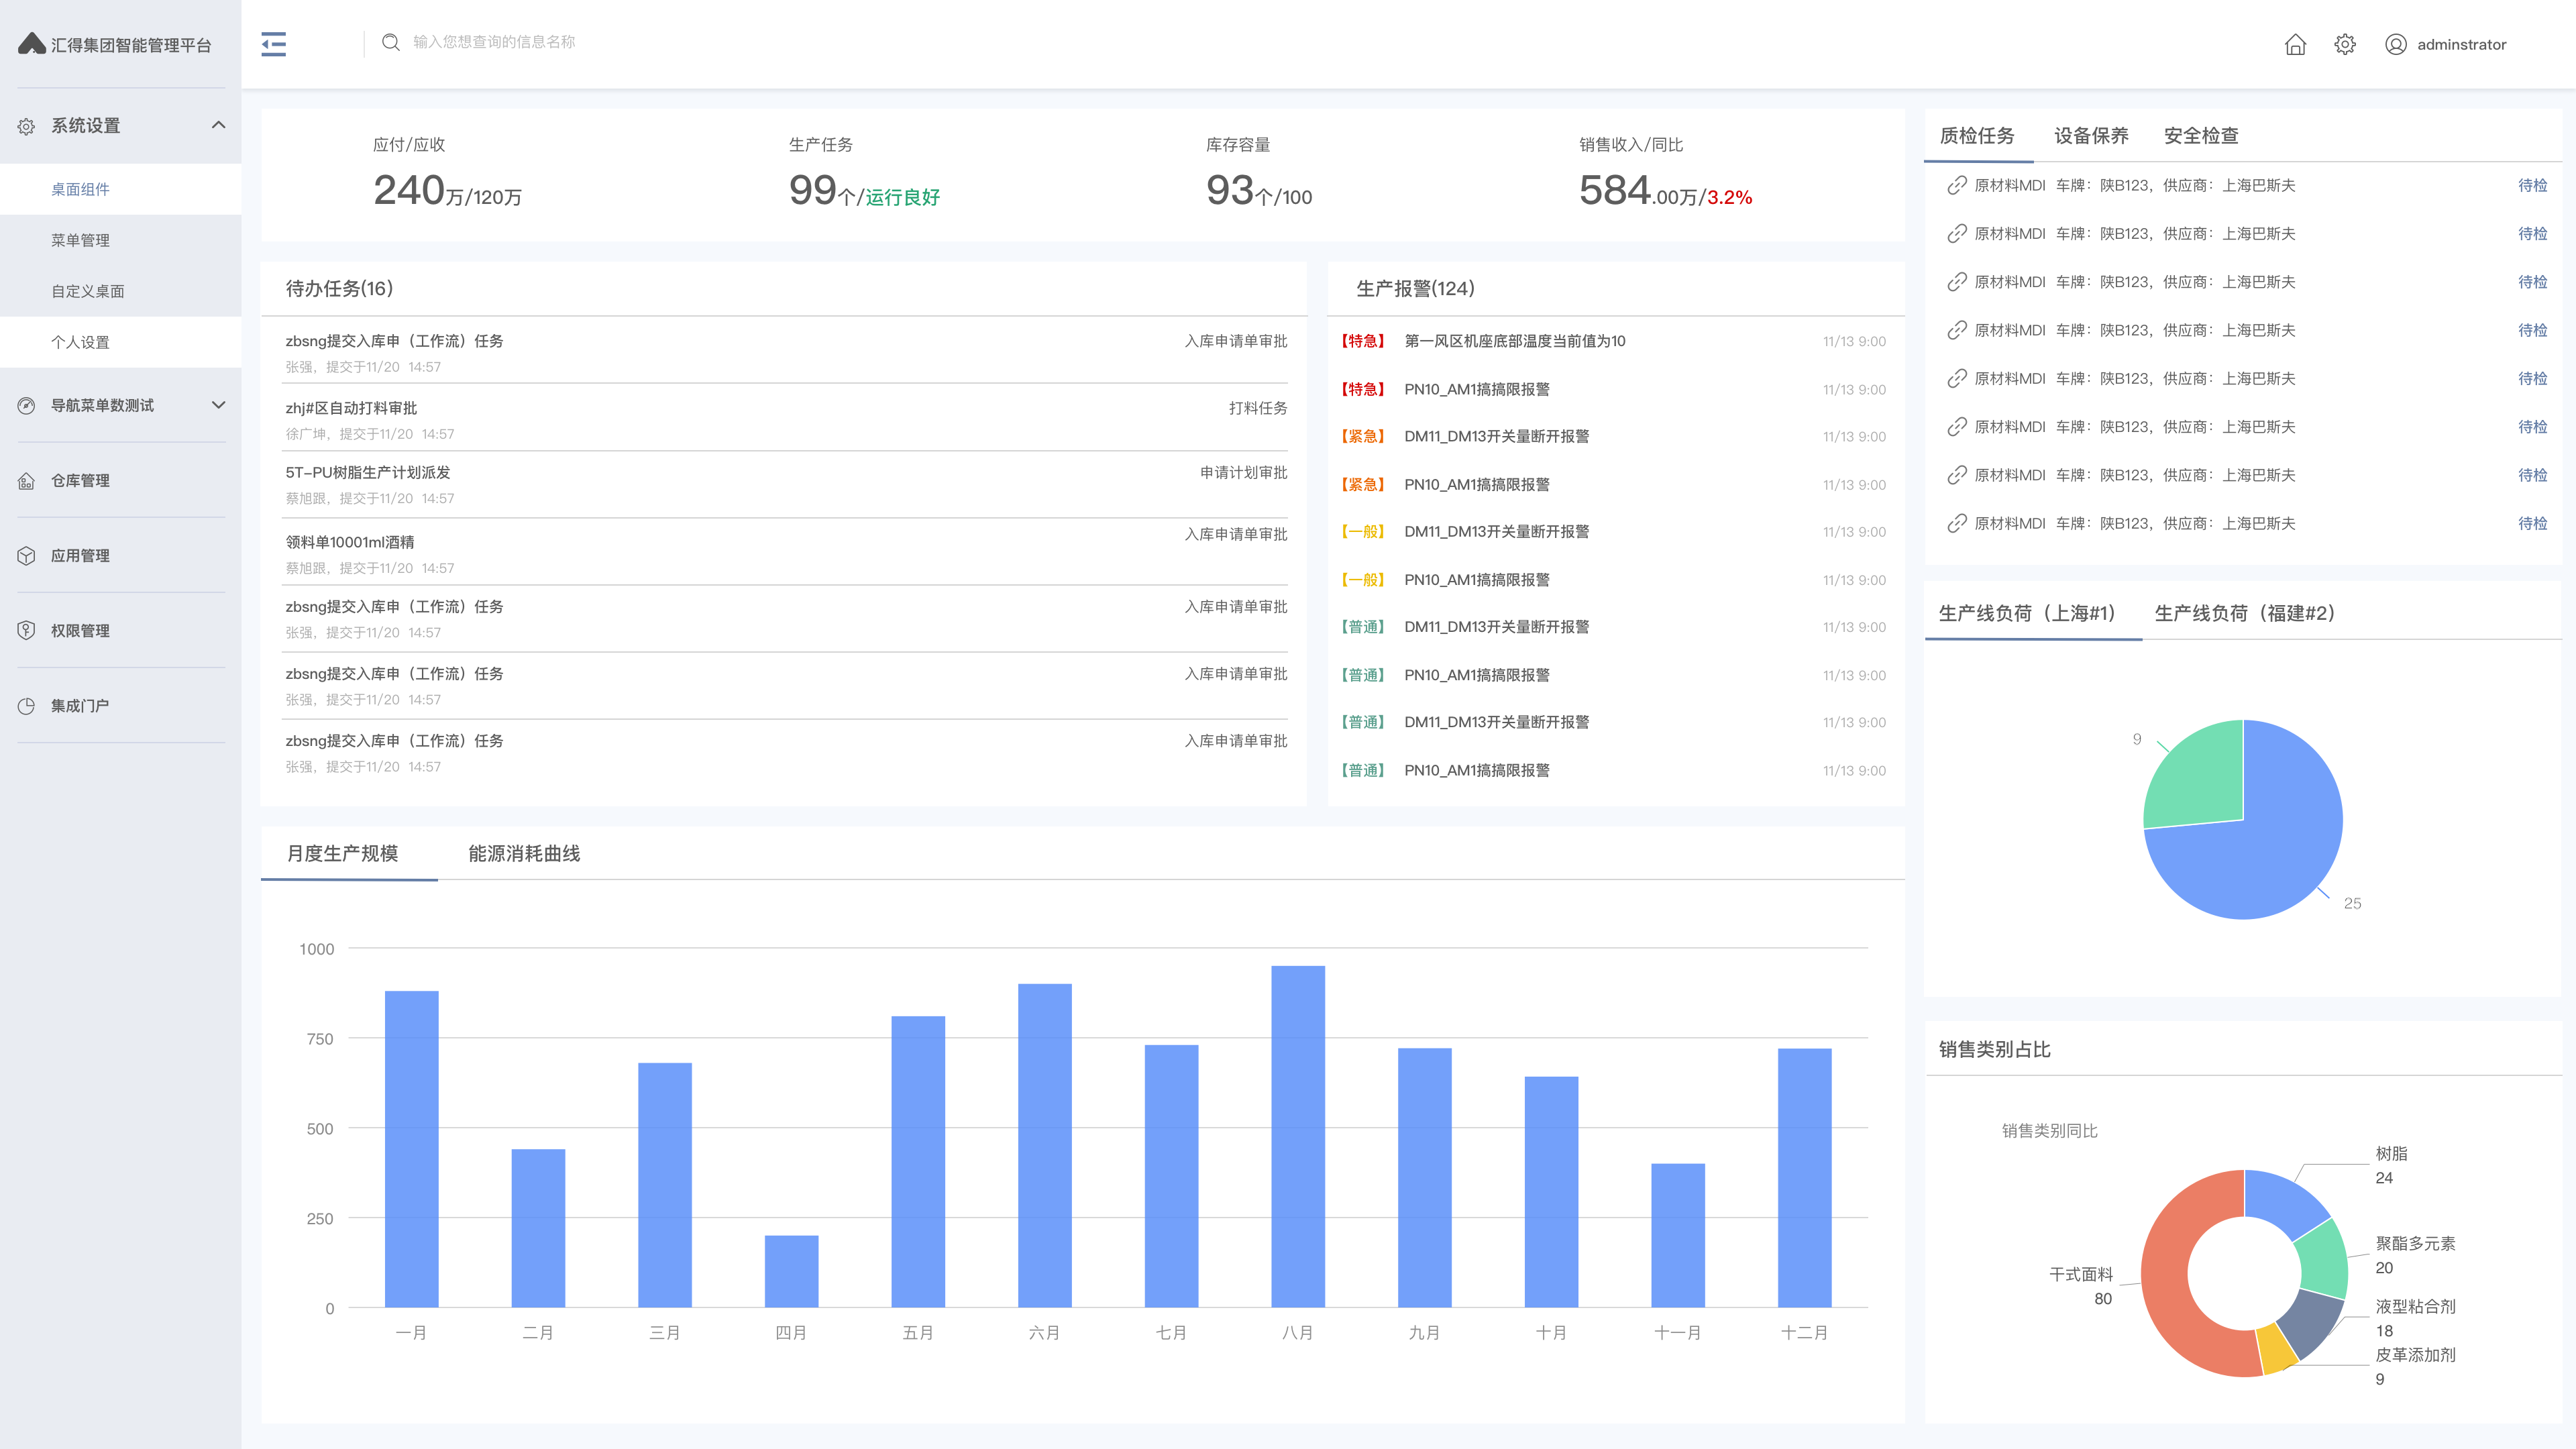 汇得集团智能管理平台
输入您想查询的信息名称
adminstrator
系统设置
桌面组件
菜单管理
自定义桌面
个人设置
导航菜单数测试
仓库管理
应用管理
权限管理
集成门户
应付/应收
240万/120万
生产任务
99个/运行良好
库存容量
93个/100
销售收入/同比
584.00万/3.2%
待办任务(16)
zbsng提交入库申（工作流）任务 入库申请单审批
张强，提交于11/20 14:57
zhj#区自动打料审批 打料任务
徐广坤，提交于11/20 14:57
5T-PU树脂生产计划派发 申请计划审批
蔡旭跟，提交于11/20 14:57
领料单10001ml酒精 入库申请单审批
蔡旭跟，提交于11/20 14:57
zbsng提交入库申（工作流）任务 入库申请单审批
张强，提交于11/20 14:57
zbsng提交入库申（工作流）任务 入库申请单审批
张强，提交于11/20 14:57
zbsng提交入库申（工作流）任务 入库申请单审批
张强，提交于11/20 14:57
生产报警(124)
【特急】 第一风区机座底部温度当前值为10 11/13 9:00
【特急】 PN10_AM1搞搞限报警 11/13 9:00
【紧急】 DM11_DM13开关量断开报警 11/13 9:00
【紧急】 PN10_AM1搞搞限报警 11/13 9:00
【一般】 DM11_DM13开关量断开报警 11/13 9:00
【一般】 PN10_AM1搞搞限报警 11/13 9:00
【普通】 DM11_DM13开关量断开报警 11/13 9:00
【普通】 PN10_AM1搞搞限报警 11/13 9:00
【普通】 DM11_DM13开关量断开报警 11/13 9:00
【普通】 PN10_AM1搞搞限报警 11/13 9:00
质检任务 设备保养 安全检查
原材料MDI 车牌：陕B123，供应商：上海巴斯夫 待检
原材料MDI 车牌：陕B123，供应商：上海巴斯夫 待检
原材料MDI 车牌：陕B123，供应商：上海巴斯夫 待检
原材料MDI 车牌：陕B123，供应商：上海巴斯夫 待检
原材料MDI 车牌：陕B123，供应商：上海巴斯夫 待检
原材料MDI 车牌：陕B123，供应商：上海巴斯夫 待检
原材料MDI 车牌：陕B123，供应商：上海巴斯夫 待检
原材料MDI 车牌：陕B123，供应商：上海巴斯夫 待检
生产线负荷（上海#1） 生产线负荷（福建#2）
9
25
月度生产规模 能源消耗曲线
1000
750
500
250
0
一月 二月 三月 四月 五月 六月 七月 八月 九月 十月 十一月 十二月
销售类别占比
销售类别同比
树脂
24
聚酯多元素
20
干式面料
80
液型粘合剂
18
皮革添加剂
9